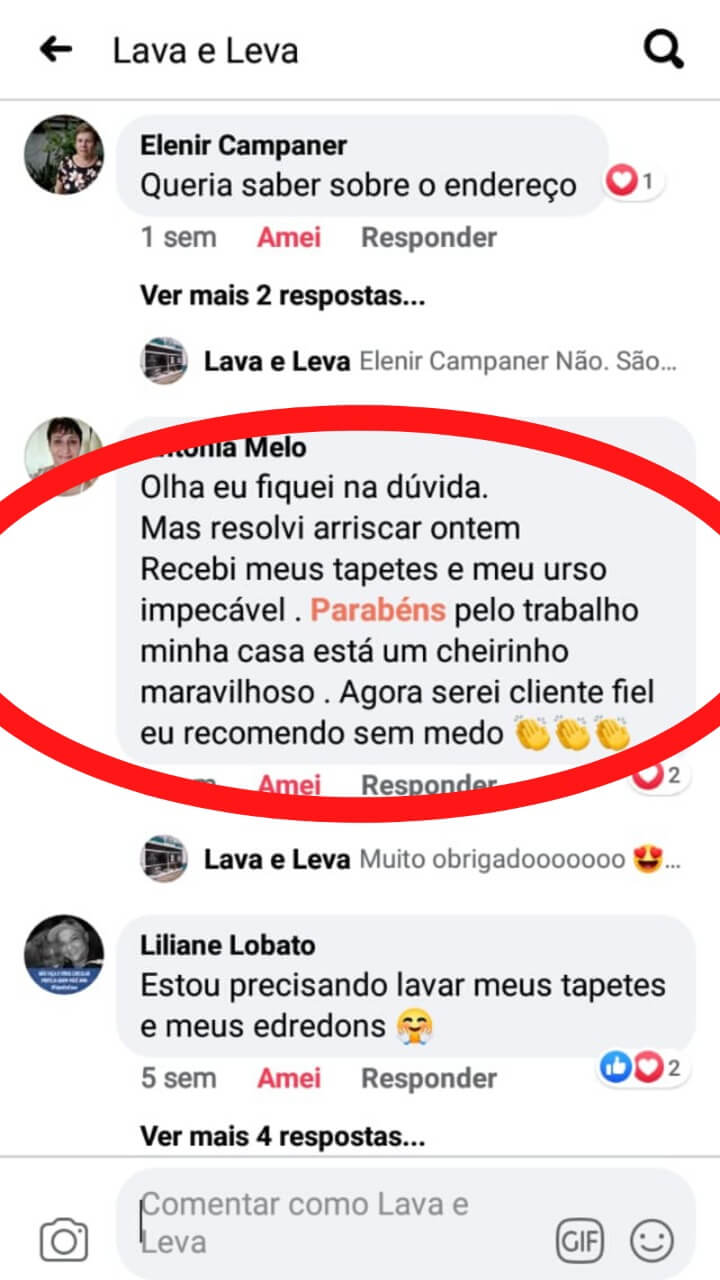 Lava e Leva
Elenir Campaner
Queria saber sobre o endereço
1
1 sem Amei Responder
Ver mais 2 respostas...
Lava e Leva Elenir Campaner Não. São...
Melo
Olha eu fiquei na dúvida.
Mas resolvi arriscar ontem
Recebi meus tapetes e meu urso
impecável . Parabéns pelo trabalho
minha casa está um cheirinho
maravilhoso . Agora serei cliente fiel
eu recomendo sem medo 👏👏👏
Amei Responder
2
Lava e Leva Muito obrigadooooooo 😍...
Liliane Lobato
Estou precisando lavar meus tapetes
e meus edredons 🤗
5 sem Amei Responder
2
Ver mais 4 respostas...
Comentar como Lava e
Leva
GIF